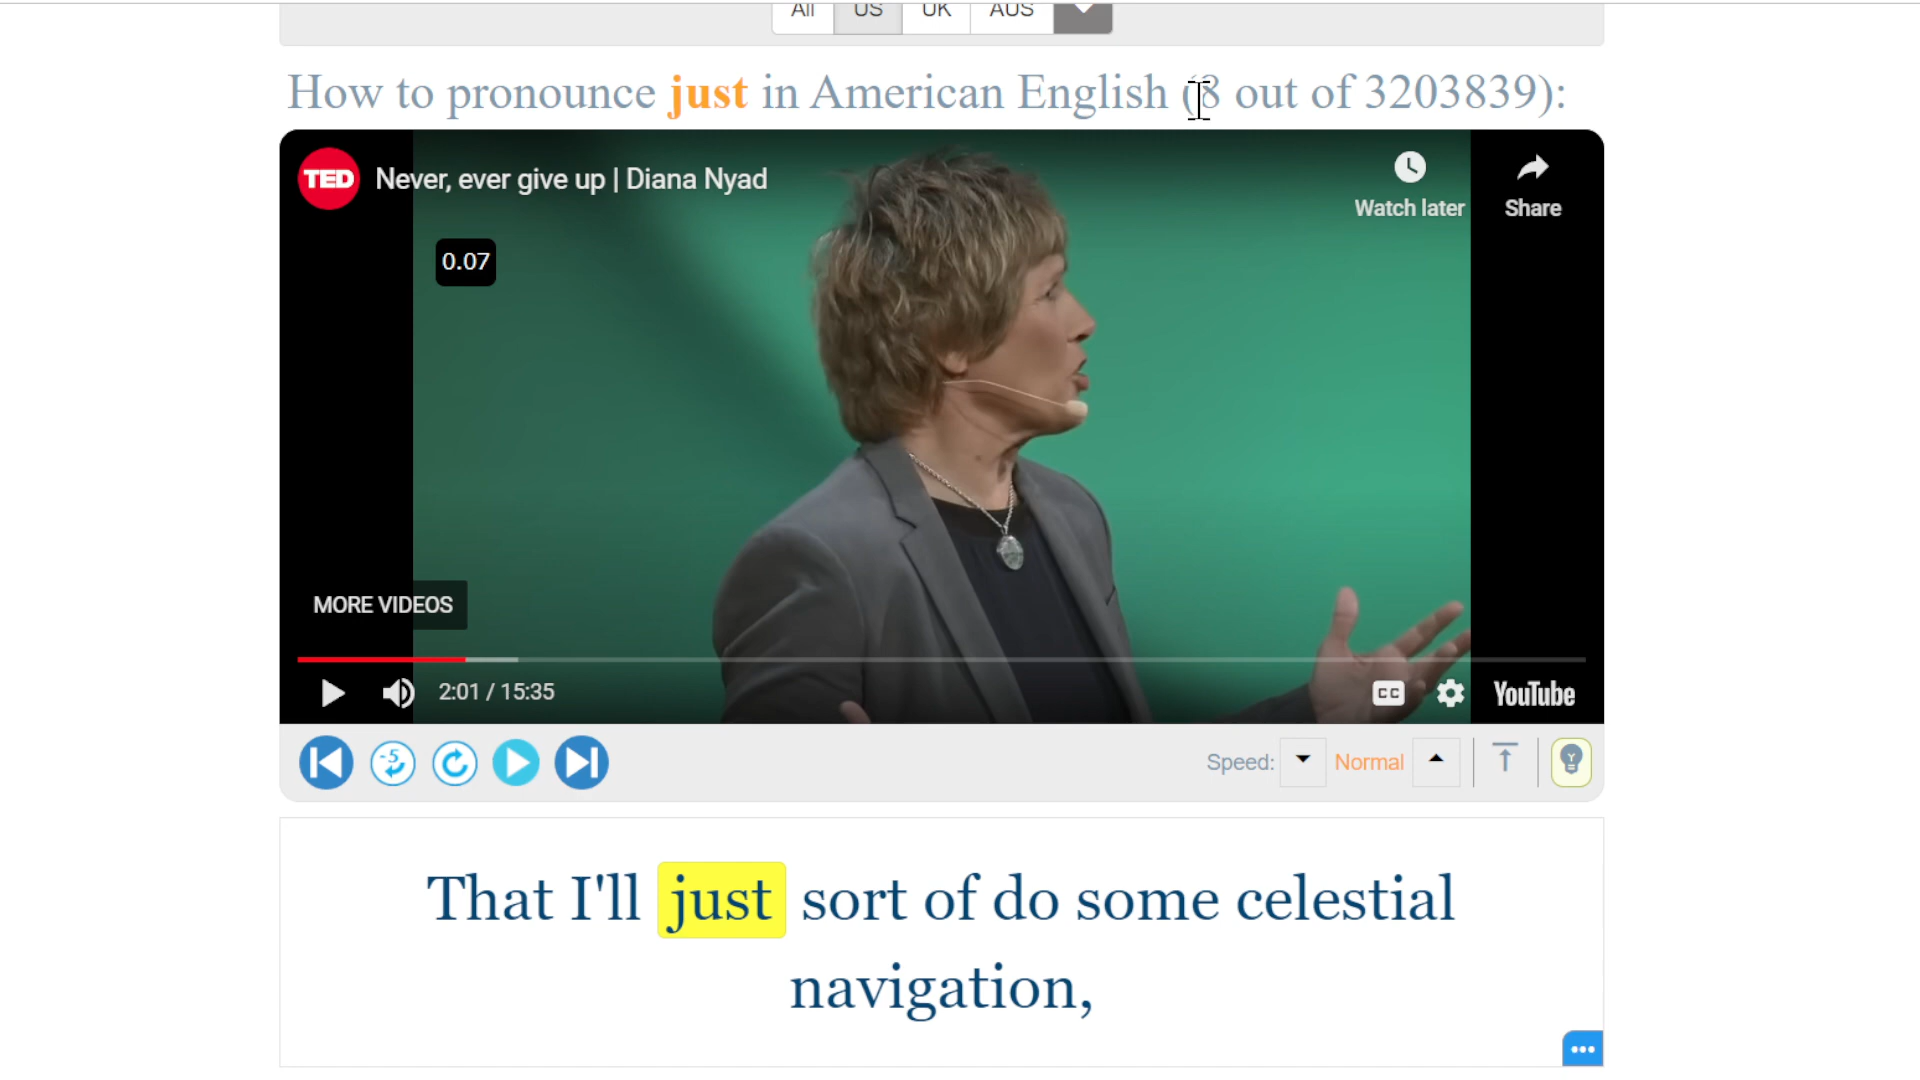 All US UK AUS
How to pronounce just in American English (8 out of 3203839):
TED Never, ever give up | Diana Nyad
Watch later Share
0.07
MORE VIDEOS
2:01 / 15:35 CC YouTube
-5 Speed: Normal
That I'll just sort of do some celestial
navigation,